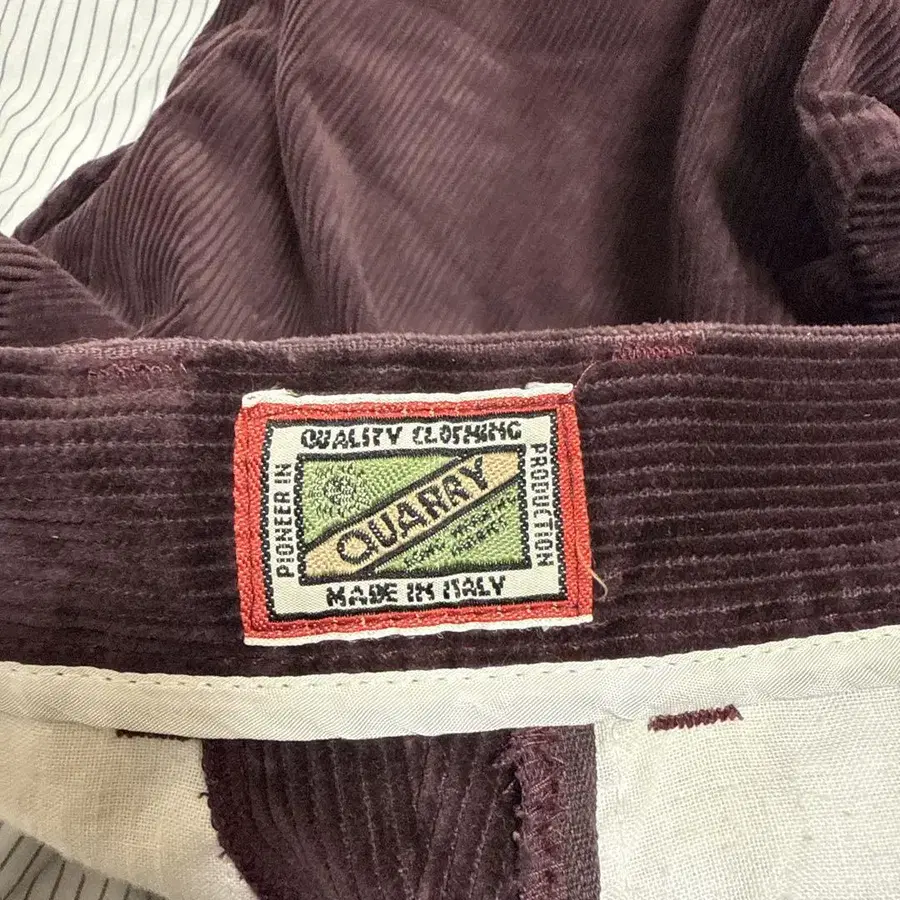 QUALITY CLOTHING
PIONEER IN
QUARRY
PRODUCTION
MADE IN ITALY